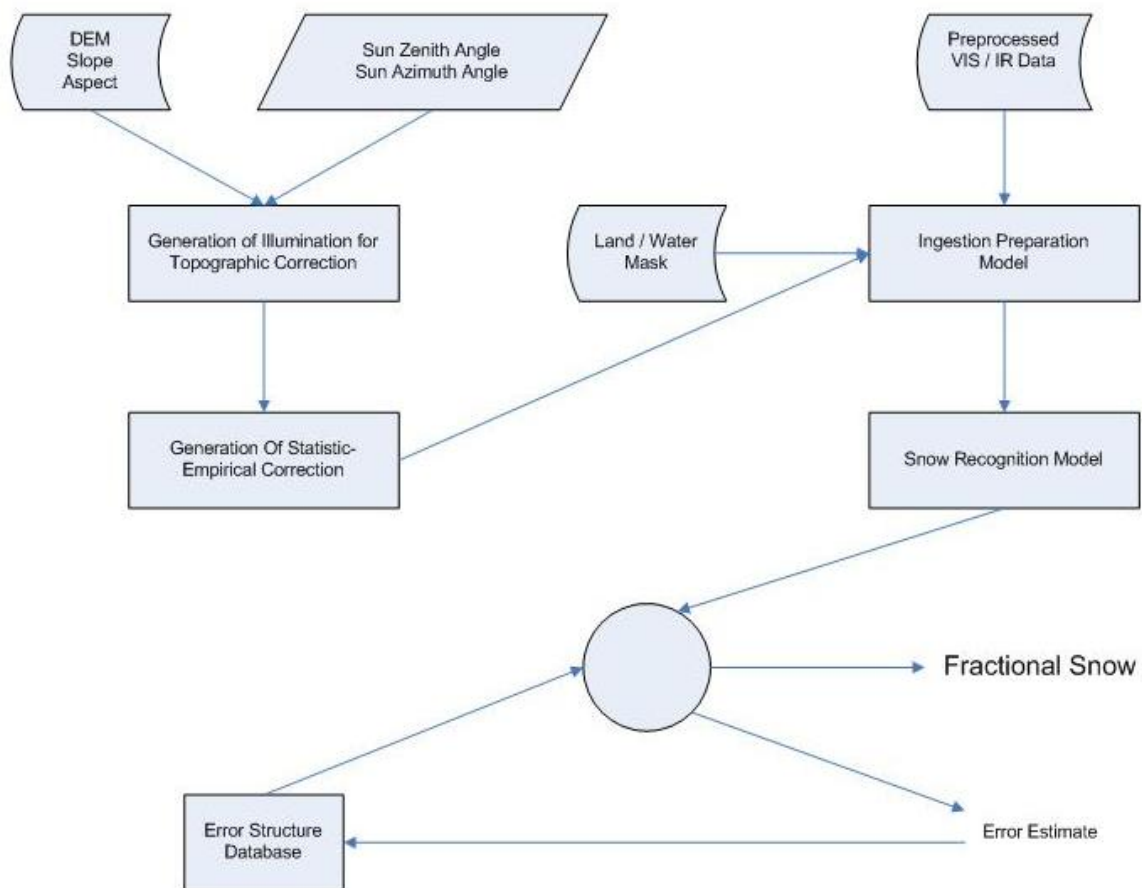 DEM
Slope
Aspect
Sun Zenith Angle
Sun Azimuth Angle
Preprocessed
VIS / IR Data
Generation of Illumination for
Topographic Correction
Land / Water
Mask
Ingestion Preparation
Model
Generation Of Statistic-
Empirical Correction
Snow Recognition Model
Fractional Snow
Error Structure
Database
Error Estimate